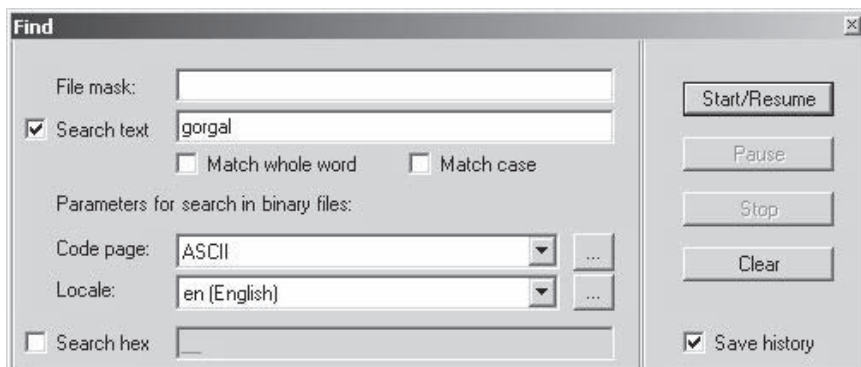 Find
File mask:
Search text gorgal
Match whole word Match case
Parameters for search in binary files:
Code page: ASCII ...
Locale: en (English) ...
Search hex __
Start/Resume
Pause
Stop
Clear
Save history